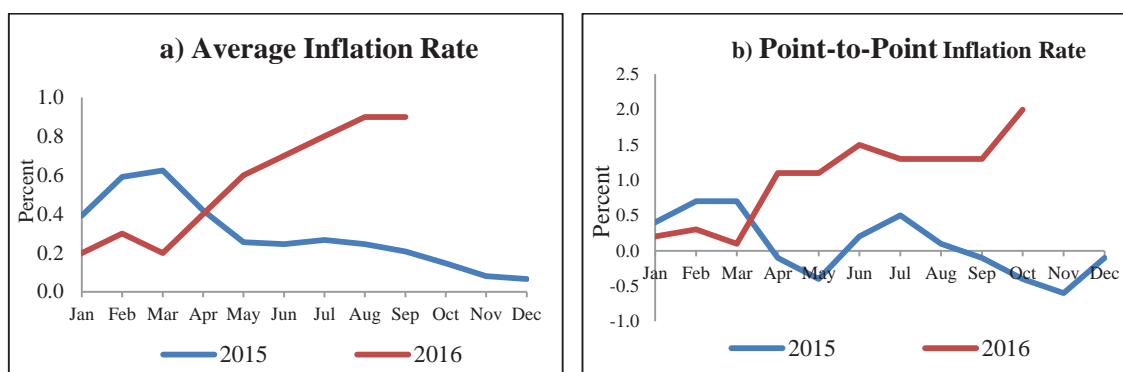 a) Average Inflation Rate
1.0
0.8
0.6
0.4
0.2
0.0
Percent
Jan Feb Mar Apr May Jun Jul Aug Sep Oct Nov Dec
2015 2016
b) Point-to-Point Inflation Rate
2.5
2.0
1.5
1.0
0.5
0.0
-0.5
-1.0
Percent
Jan Feb Mar Apr May Jun Jul Aug Sep Oct Nov Dec
2015 2016